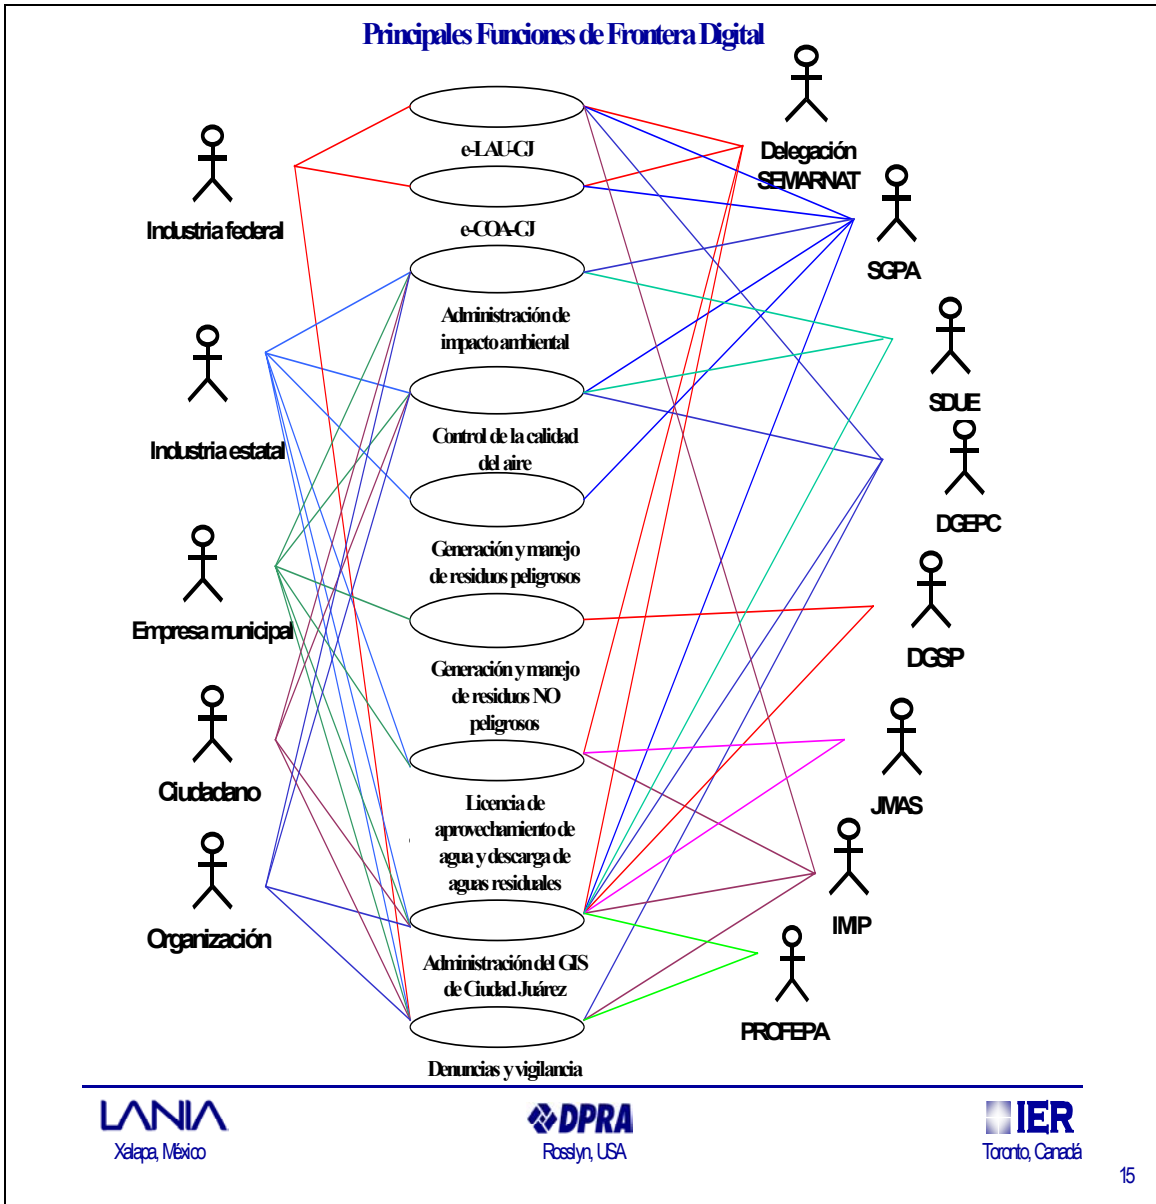 Principales Funciones de Frontera Digital
e-LAU-CJ
Delegación
SEMARNAT
Industria federal
e-COA-CJ
SGPA
Administración de
impacto ambiental
SDUE
Industria estatal
Control de la calidad
del aire
DGEPC
Generación y manejo
de residuos peligrosos
Empresa municipal
DGSP
Generación y manejo
de residuos NO
peligrosos
Ciudadano
JMAS
Licencia de
aprovechamiento de
agua y descarga de
aguas residuales
Organización
IMIP
Administración del GIS
de Ciudad Juárez
PROFEPA
Denuncias y vigilancia
LANIA
Xalapa, México
DPRA
Rosslyn, USA
IER
Toronto, Canadá
15